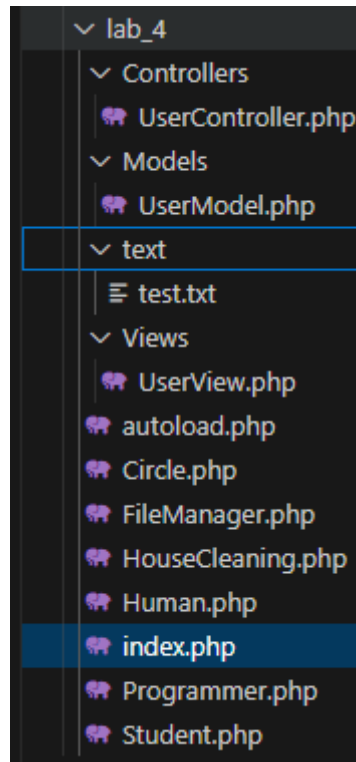 lab_4
Controllers
UserController.php
Models
UserModel.php
text
test.txt
Views
UserView.php
autoload.php
Circle.php
FileManager.php
HouseCleaning.php
Human.php
index.php
Programmer.php
Student.php